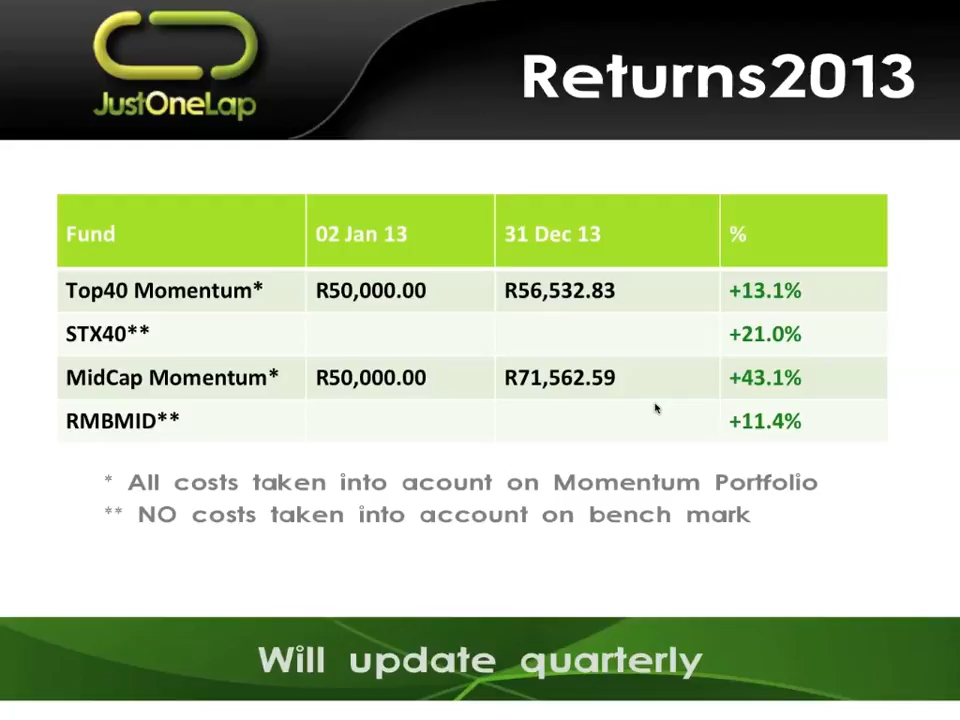 JustOneLap
Returns2013
Fund 02 Jan 13 31 Dec 13 %
Top40 Momentum* R50,000.00 R56,532.83 +13.1%
STX40** +21.0%
MidCap Momentum* R50,000.00 R71,562.59 +43.1%
RMBMID** +11.4%
* All costs taken into acount on Momentum Portfolio
** NO costs taken into account on bench mark
Will update quarterly